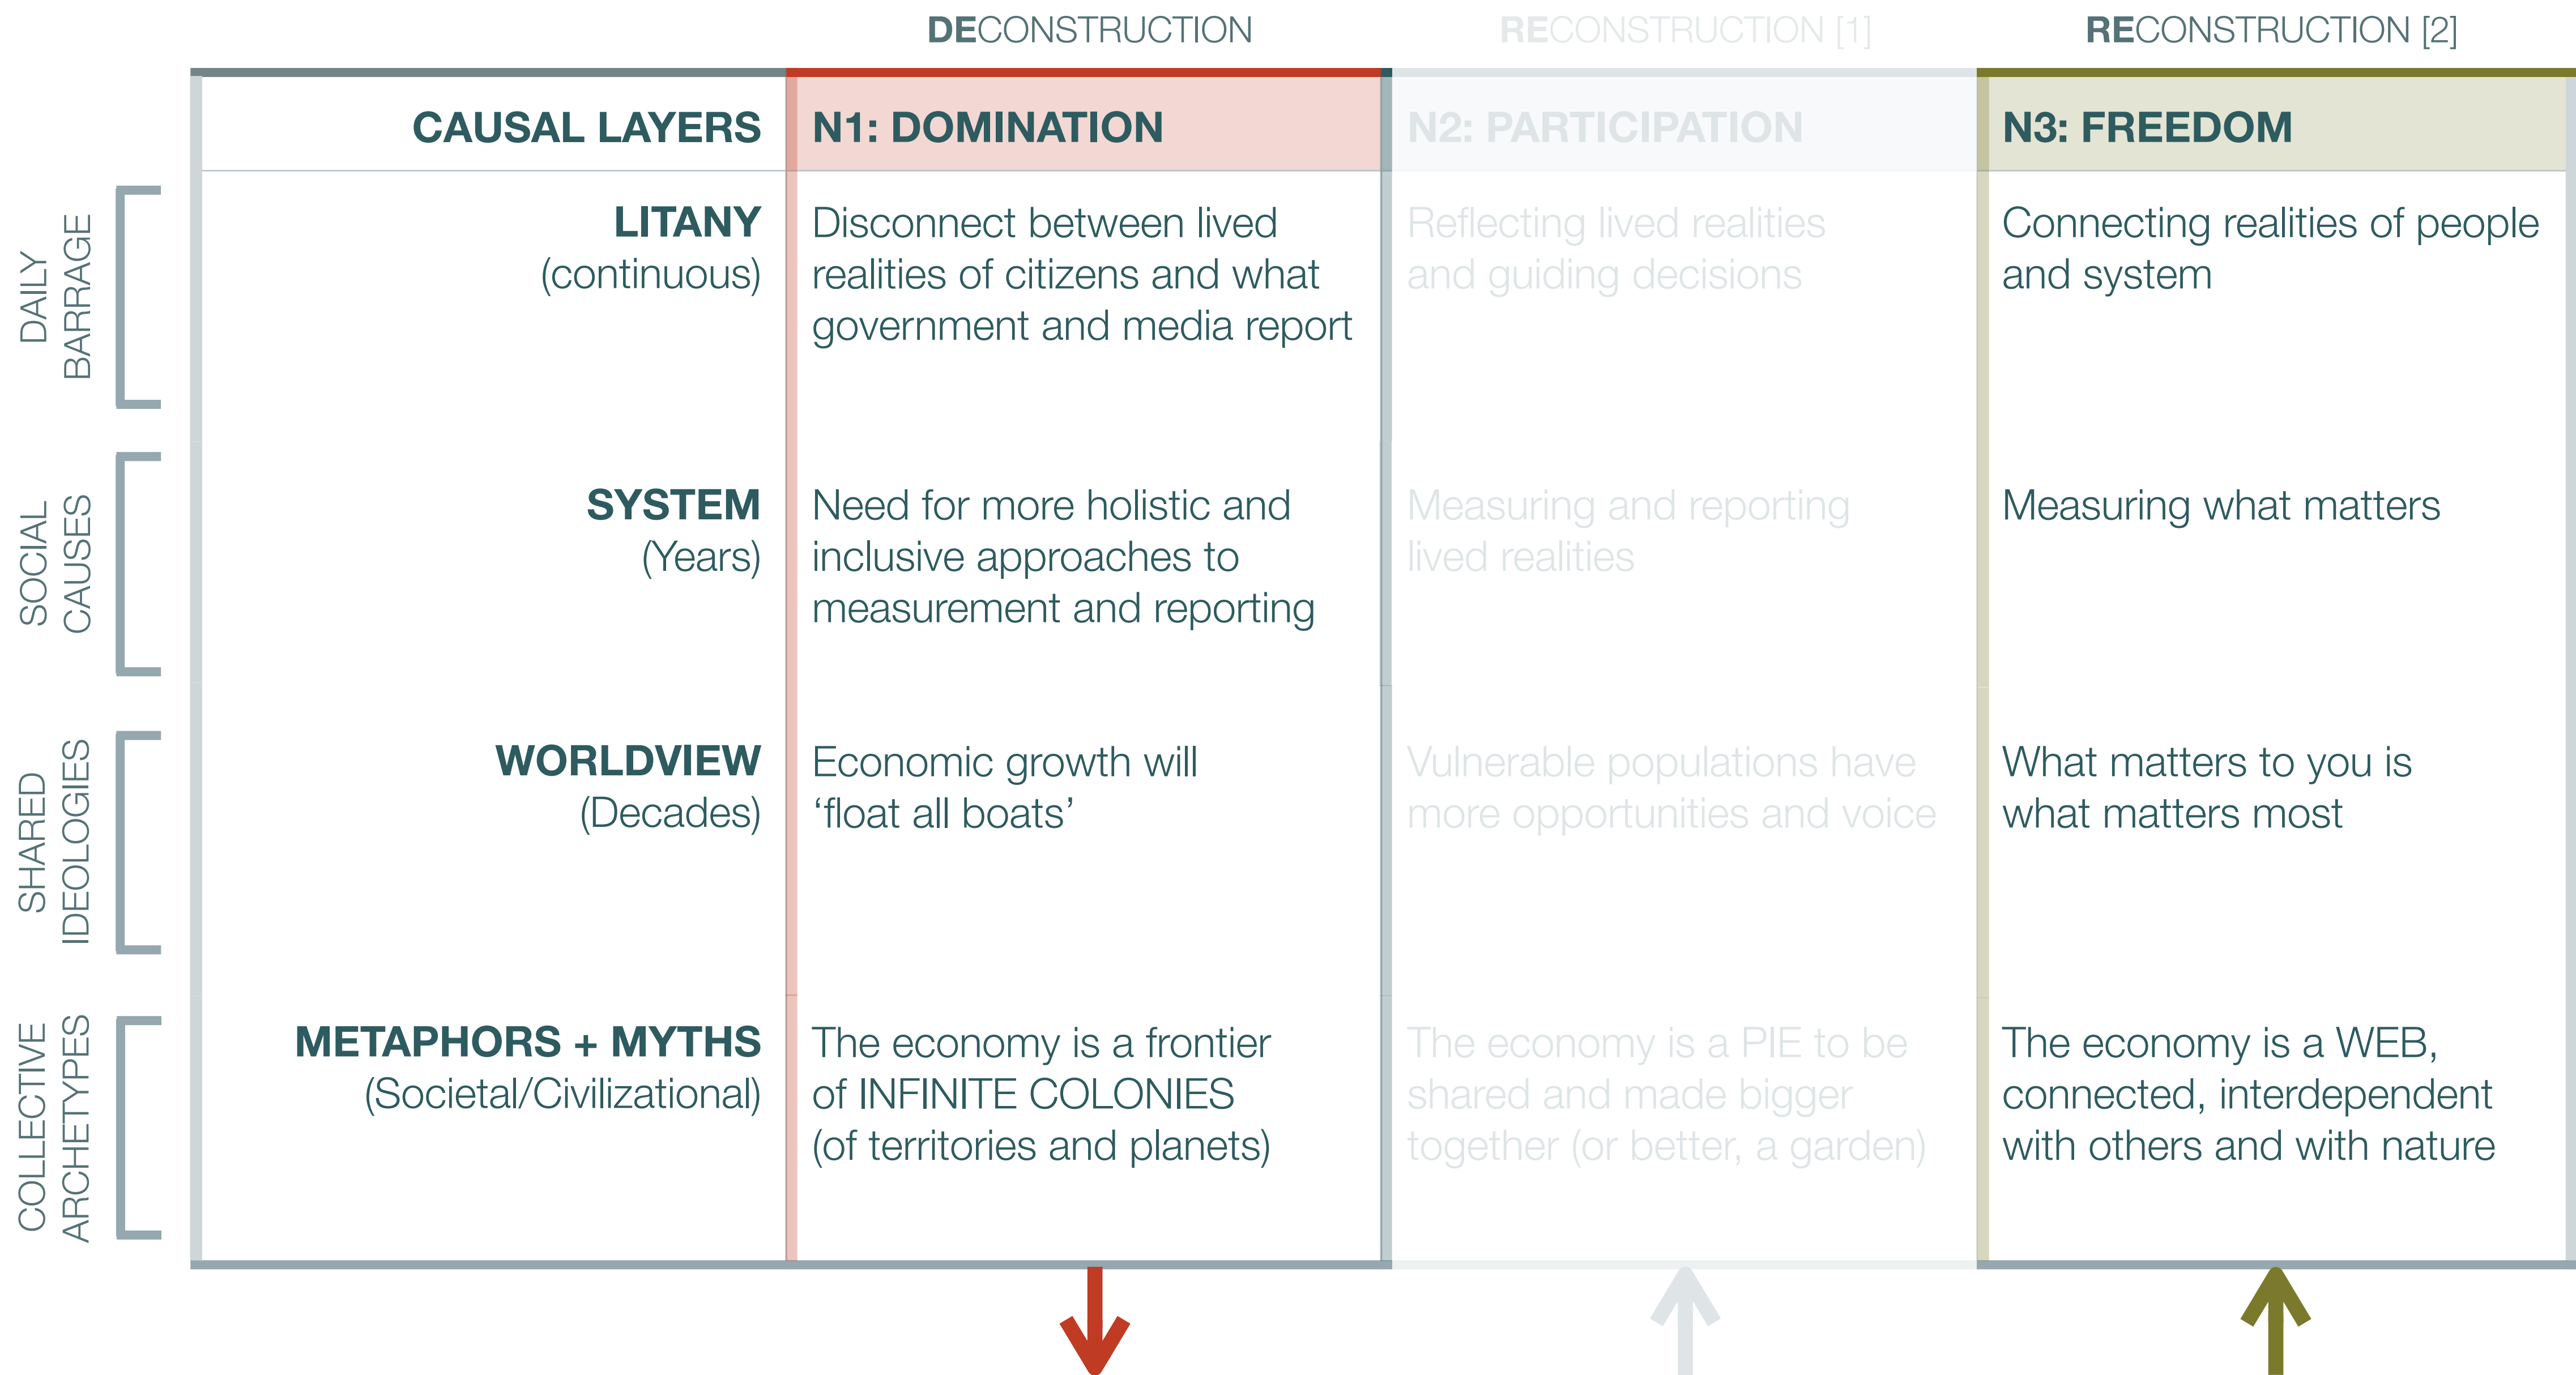 DECONSTRUCTION
RECONSTRUCTION [1]
RECONSTRUCTION [2]
CAUSAL LAYERS
N1: DOMINATION
N2: PARTICIPATION
N3: FREEDOM
DAILY
BARRAGE
LITANY
(continuous)
Disconnect between lived
realities of citizens and what
government and media report
Reflecting lived realities
and guiding decisions
Connecting realities of people
and system
SOCIAL
CAUSES
SYSTEM
(Years)
Need for more holistic and
inclusive approaches to
measurement and reporting
Measuring and reporting
lived realities
Measuring what matters
SHARED
IDEOLOGIES
WORLDVIEW
(Decades)
Economic growth will
‘float all boats’
Vulnerable populations have
more opportunities and voice
What matters to you is
what matters most
COLLECTIVE
ARCHETYPES
METAPHORS + MYTHS
(Societal/Civilizational)
The economy is a frontier
of INFINITE COLONIES
(of territories and planets)
The economy is a PIE to be
shared and made bigger
together (or better, a garden)
The economy is a WEB,
connected, interdependent
with others and with nature